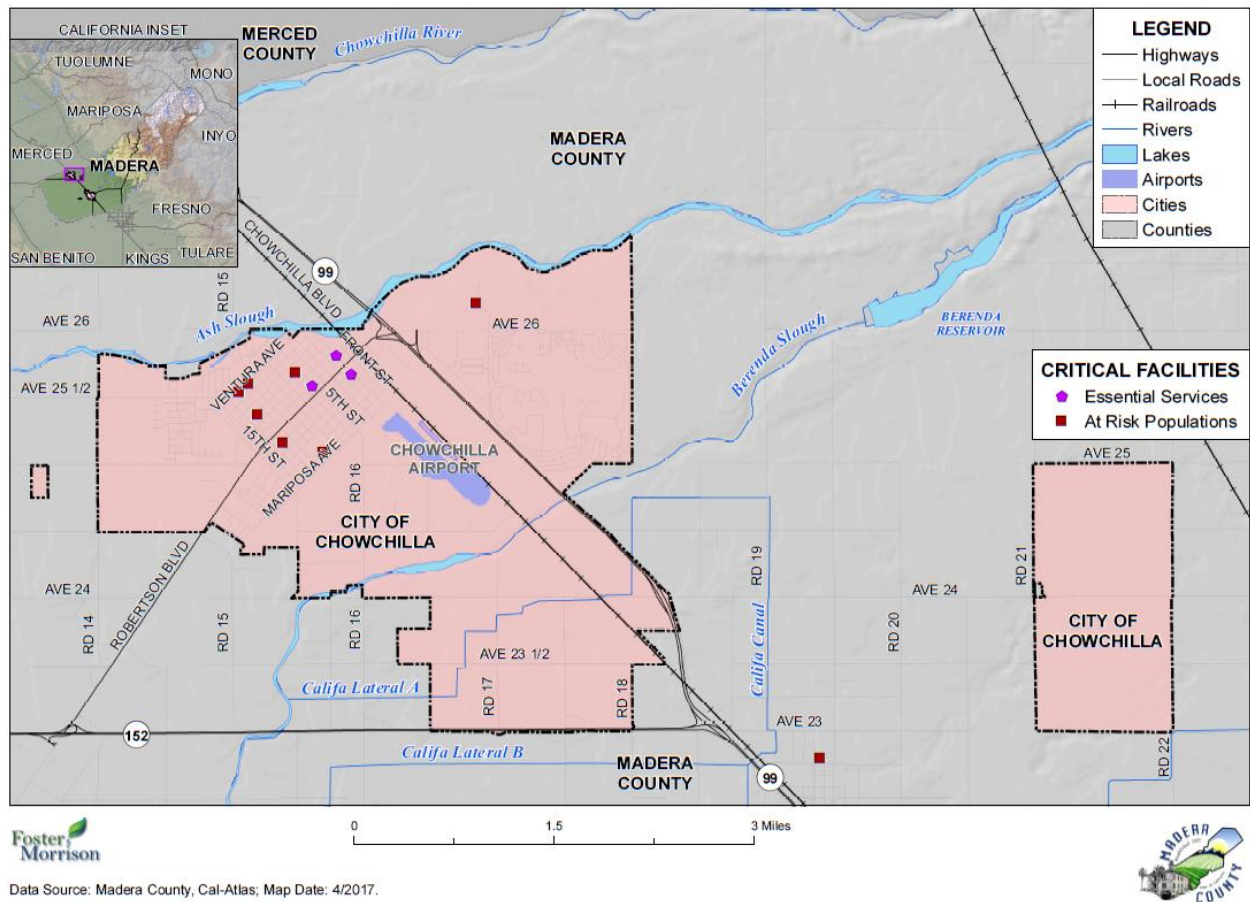 CALIFORNIA INSET
TUOLUMNE
MONO
MARIPOSA
INYO
MERCED
MADERA
FRESNO
SAN BENITO
KINGS
TULARE
MERCED
COUNTY
Chowchilla River
MADERA
COUNTY
LEGEND
Highways
Local Roads
Railroads
Rivers
Lakes
Airports
Cities
Counties
CRITICAL FACILITIES
Essential Services
At Risk Populations
RD 15
CHOWCHILLA BLVD
99
AVE 26
Ash Slough
FRONT ST
AVE 26
BERENDA
RESERVOIR
Berenda Slough
AVE 25 1/2
VENTURA AVE
5TH ST
15TH ST
MARIPOSA AVE
CHOWCHILLA
AIRPORT
RD 16
AVE 25
CITY OF
CHOWCHILLA
AVE 24
ROBERTSON BLVD
RD 14
RD 15
RD 16
RD 19
RD 21
AVE 24
RD 20
CITY OF
CHOWCHILLA
AVE 23 1/2
Califa Lateral A
RD 17
RD 18
Califa Canal
AVE 23
152
Califa Lateral B
MADERA
COUNTY
99
RD 22
Foster
Morrison
0
1.5
3 Miles
MADERA
COUNTY
Data Source: Madera County, Cal-Atlas; Map Date: 4/2017.